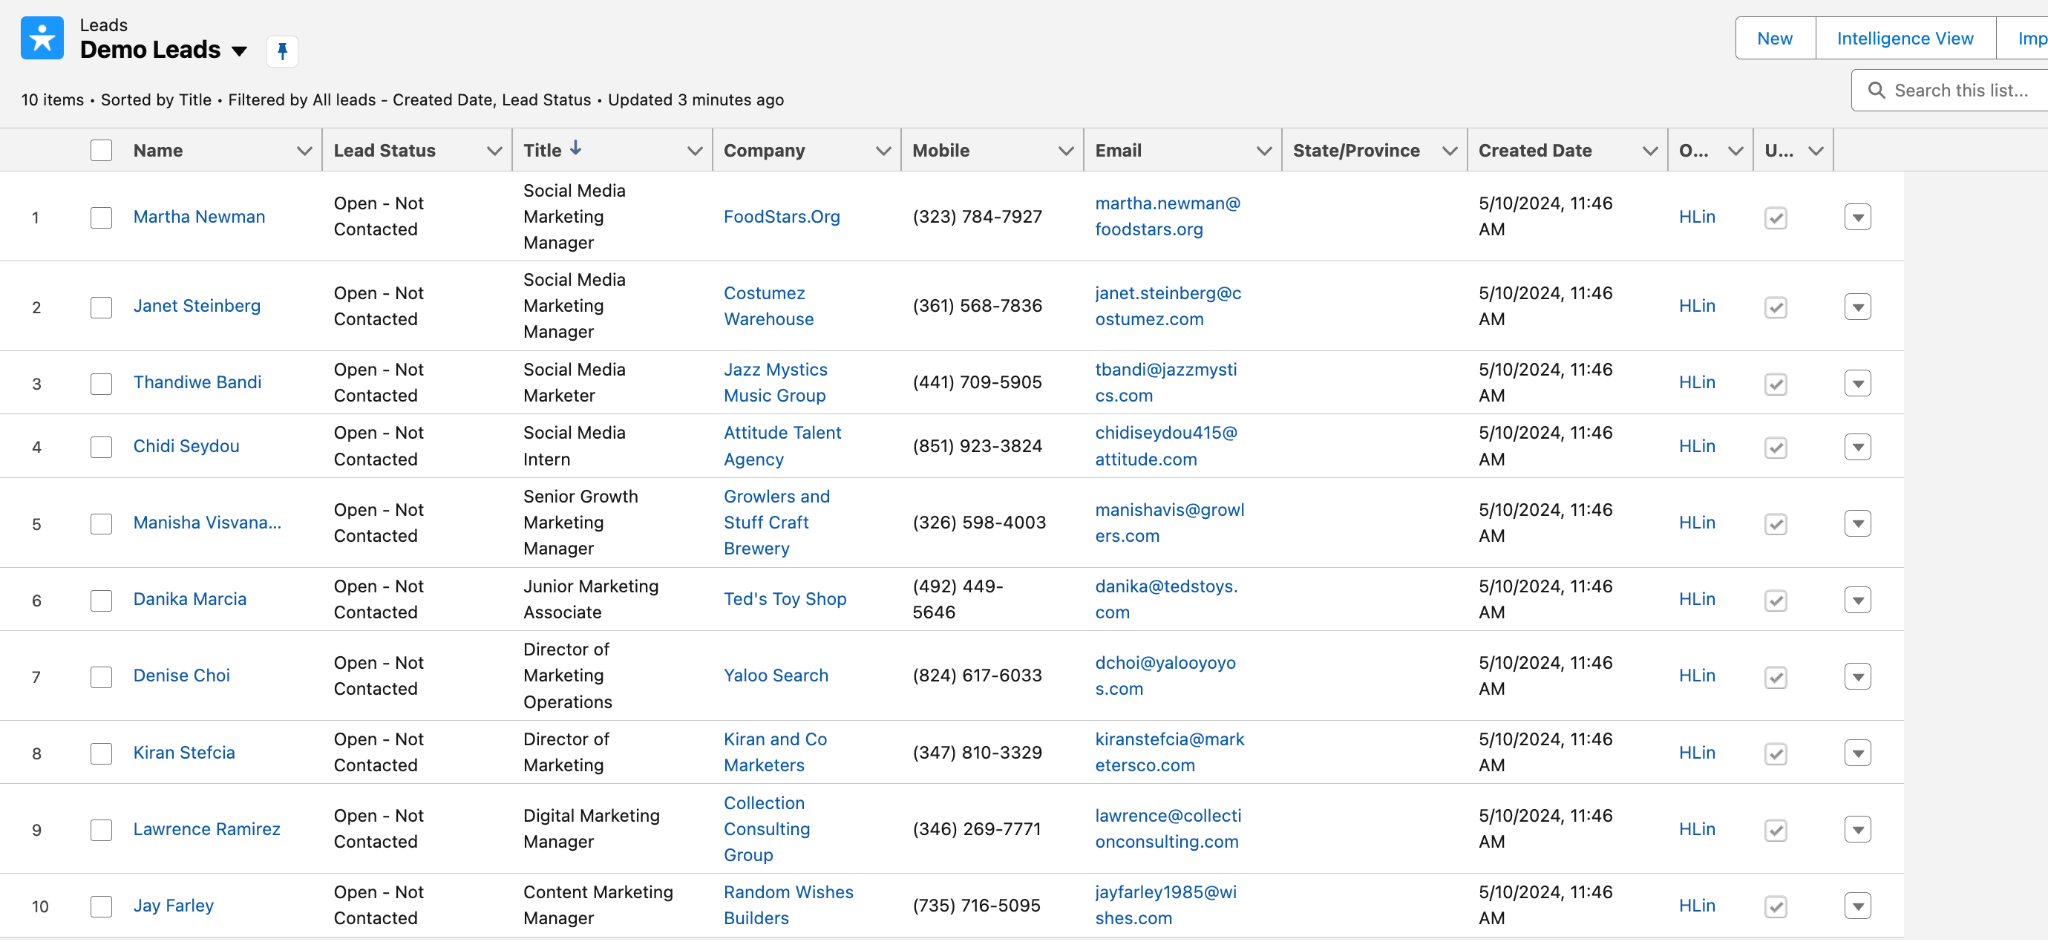 Leads
Demo Leads
New
Intelligence View
Imp
10 items • Sorted by Title • Filtered by All leads - Created Date, Lead Status • Updated 3 minutes ago
Search this list...
Name
Lead Status
Title
Company
Mobile
Email
State/Province
Created Date
O...
U...
1
Martha Newman
Open - Not
Contacted
Social Media
Marketing
Manager
FoodStars.Org
(323) 784-7927
martha.newman@
foodstars.org
5/10/2024, 11:46
AM
HLin
2
Janet Steinberg
Open - Not
Contacted
Social Media
Marketing
Manager
Costumez
Warehouse
(361) 568-7836
janet.steinberg@c
ostumez.com
5/10/2024, 11:46
AM
HLin
3
Thandiwe Bandi
Open - Not
Contacted
Social Media
Marketer
Jazz Mystics
Music Group
(441) 709-5905
tbandi@jazzmysti
cs.com
5/10/2024, 11:46
AM
HLin
4
Chidi Seydou
Open - Not
Contacted
Social Media
Intern
Attitude Talent
Agency
(851) 923-3824
chidiseydou415@
attitude.com
5/10/2024, 11:46
AM
HLin
5
Manisha Visvana...
Open - Not
Contacted
Senior Growth
Marketing
Manager
Growlers and
Stuff Craft
Brewery
(326) 598-4003
manishavis@growl
ers.com
5/10/2024, 11:46
AM
HLin
6
Danika Marcia
Open - Not
Contacted
Junior Marketing
Associate
Ted's Toy Shop
(492) 449-
5646
danika@tedstoys.
com
5/10/2024, 11:46
AM
HLin
7
Denise Choi
Open - Not
Contacted
Director of
Marketing
Operations
Yaloo Search
(824) 617-6033
dchoi@yalooyoyo
s.com
5/10/2024, 11:46
AM
HLin
8
Kiran Stefcia
Open - Not
Contacted
Director of
Marketing
Kiran and Co
Marketers
(347) 810-3329
kiranstefcia@mark
etersco.com
5/10/2024, 11:46
AM
HLin
9
Lawrence Ramirez
Open - Not
Contacted
Digital Marketing
Manager
Collection
Consulting
Group
(346) 269-7771
lawrence@collecti
onconsulting.com
5/10/2024, 11:46
AM
HLin
10
Jay Farley
Open - Not
Contacted
Content Marketing
Manager
Random Wishes
Builders
(735) 716-5095
jayfarley1985@wi
shes.com
5/10/2024, 11:46
AM
HLin